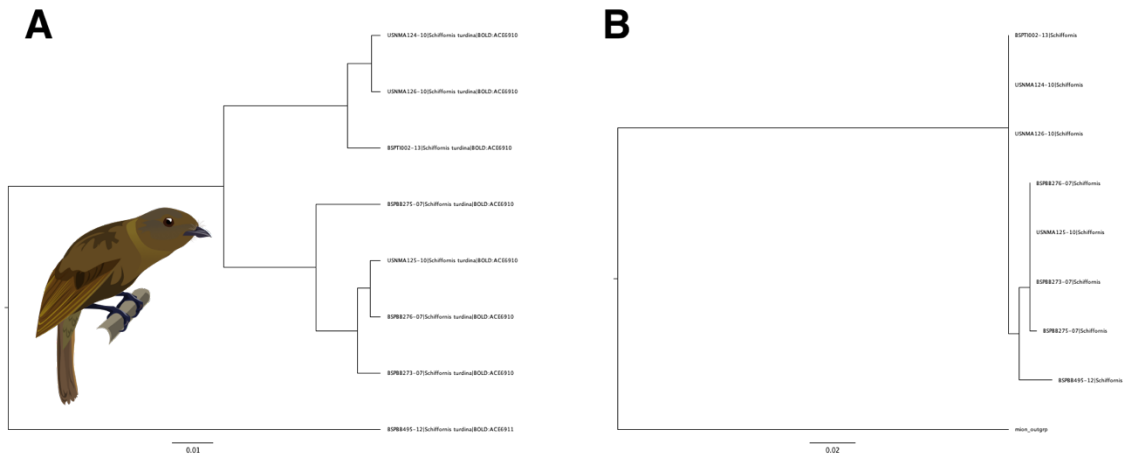 A
USNMA124-10|Schiffornis turdina|BOLD:ACE6910
USNMA126-10|Schiffornis turdina|BOLD:ACE6910
BSPTI002-13|Schiffornis turdina|BOLD:ACE6910
BSPBB275-07|Schiffornis turdina|BOLD:ACE6910
USNMA125-10|Schiffornis turdina|BOLD:ACE6910
BSPBB276-07|Schiffornis turdina|BOLD:ACE6910
BSPBB273-07|Schiffornis turdina|BOLD:ACE6910
BSPBB495-12|Schiffornis turdina|BOLD:ACE6911
0.01
B
BSPTI002-13|Schiffornis
USNMA124-10|Schiffornis
USNMA126-10|Schiffornis
BSPBB276-07|Schiffornis
USNMA125-10|Schiffornis
BSPBB273-07|Schiffornis
BSPBB275-07|Schiffornis
BSPBB495-12|Schiffornis
mion_outgrp
0.02